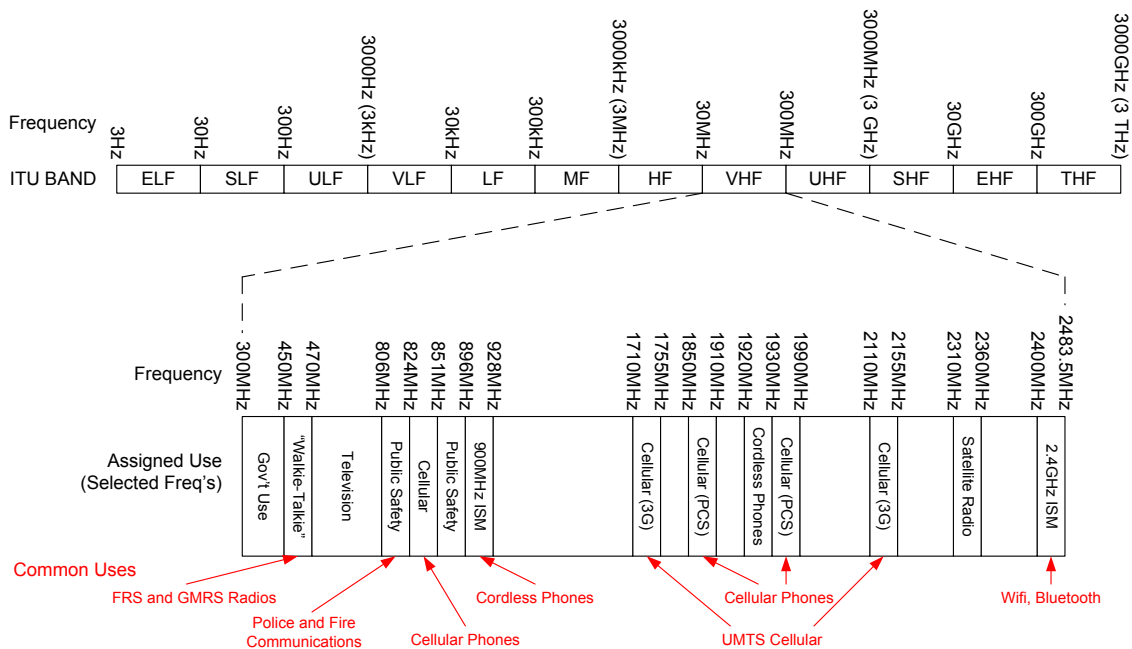 Frequency
3Hz
30Hz
300Hz
3000Hz (3kHz)
30kHz
300kHz
3000kHz (3MHz)
30MHz
300MHz
3000MHz (3 GHz)
30GHz
300GHz
3000GHz (3 THz)
ITU BAND
ELF
SLF
ULF
VLF
LF
MF
HF
VHF
UHF
SHF
EHF
THF
Frequency
300MHz
450MHz
470MHz
806MHz
824MHz
851MHz
896MHz
928MHz
1710MHz
1755MHz
1850MHz
1910MHz
1920MHz
1930MHz
1990MHz
2110MHz
2155MHz
2310MHz
2360MHz
2400MHz
2483.5MHz
Assigned Use
(Selected Freq's)
Gov't Use
"Walkie-Talkie"
Television
Public Safety
Cellular
Public Safety
900MHz ISM
Cellular (3G)
Cellular (PCS)
Cordless Phones
Cellular (PCS)
Cellular (3G)
Satellite Radio
2.4GHz ISM
Common Uses
FRS and GMRS Radios
Police and Fire
Communications
Cellular Phones
Cordless Phones
UMTS Cellular
Cellular Phones
Wifi, Bluetooth